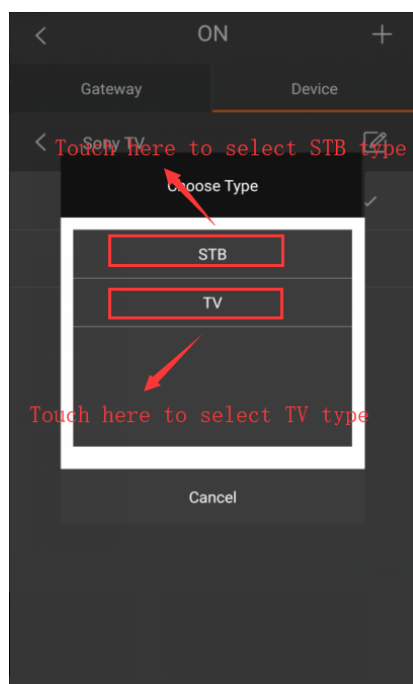 ON
Gateway Device
Sony TV
Touch here to select STB type
Choose Type
STB
TV
Touch here to select TV type
Cancel